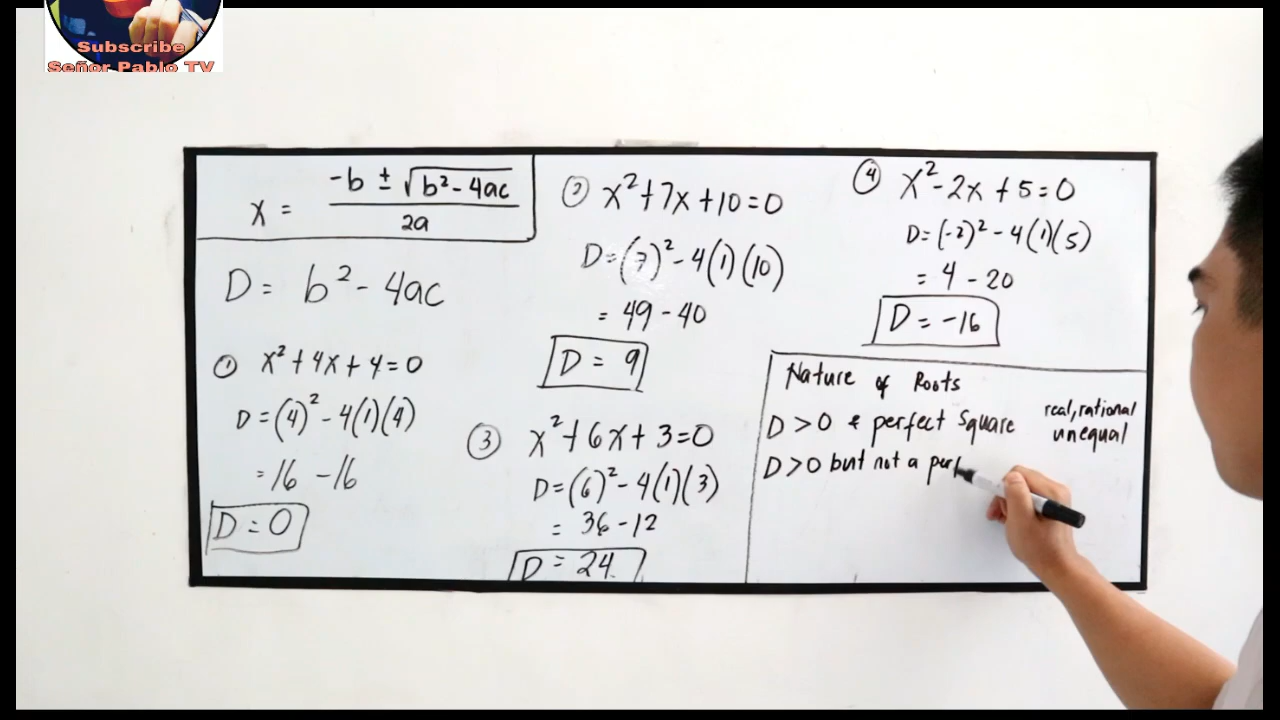 Subscribe
Señor Pablo TV
x = -b ± √b² - 4ac / 2a
D = b² - 4ac
① x² + 4x + 4 = 0
D = (4)² - 4(1)(4)
= 16 - 16
D = 0
② x² + 7x + 10 = 0
D = (7)² - 4(1)(10)
= 49 - 40
D = 9
③ x² + 6x + 3 = 0
D = (6)² - 4(1)(3)
= 36 - 12
D = 24
④ x² - 2x + 5 = 0
D = (-2)² - 4(1)(5)
= 4 - 20
D = -16
Nature of Roots
D > 0 & perfect square real, rational
unequal
D > 0 but not a perf